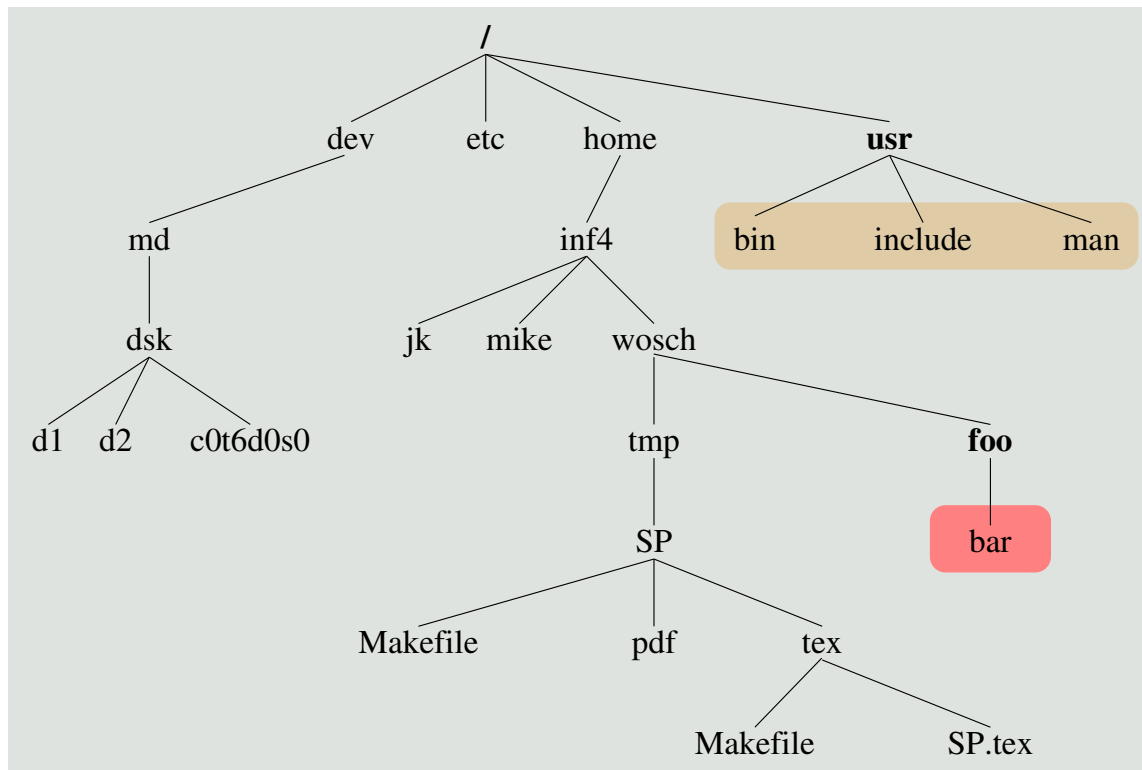 /
dev etc home usr
md inf4 bin include man
dsk jk mike wosch
d1 d2 c0t6d0s0 tmp foo
SP bar
Makefile pdf tex
Makefile SP.tex